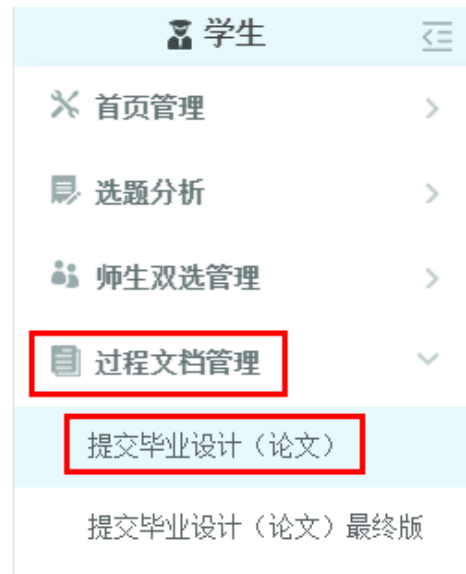 学生
首页管理
选题分析
师生双选管理
过程文档管理
提交毕业设计（论文）
提交毕业设计（论文）最终版